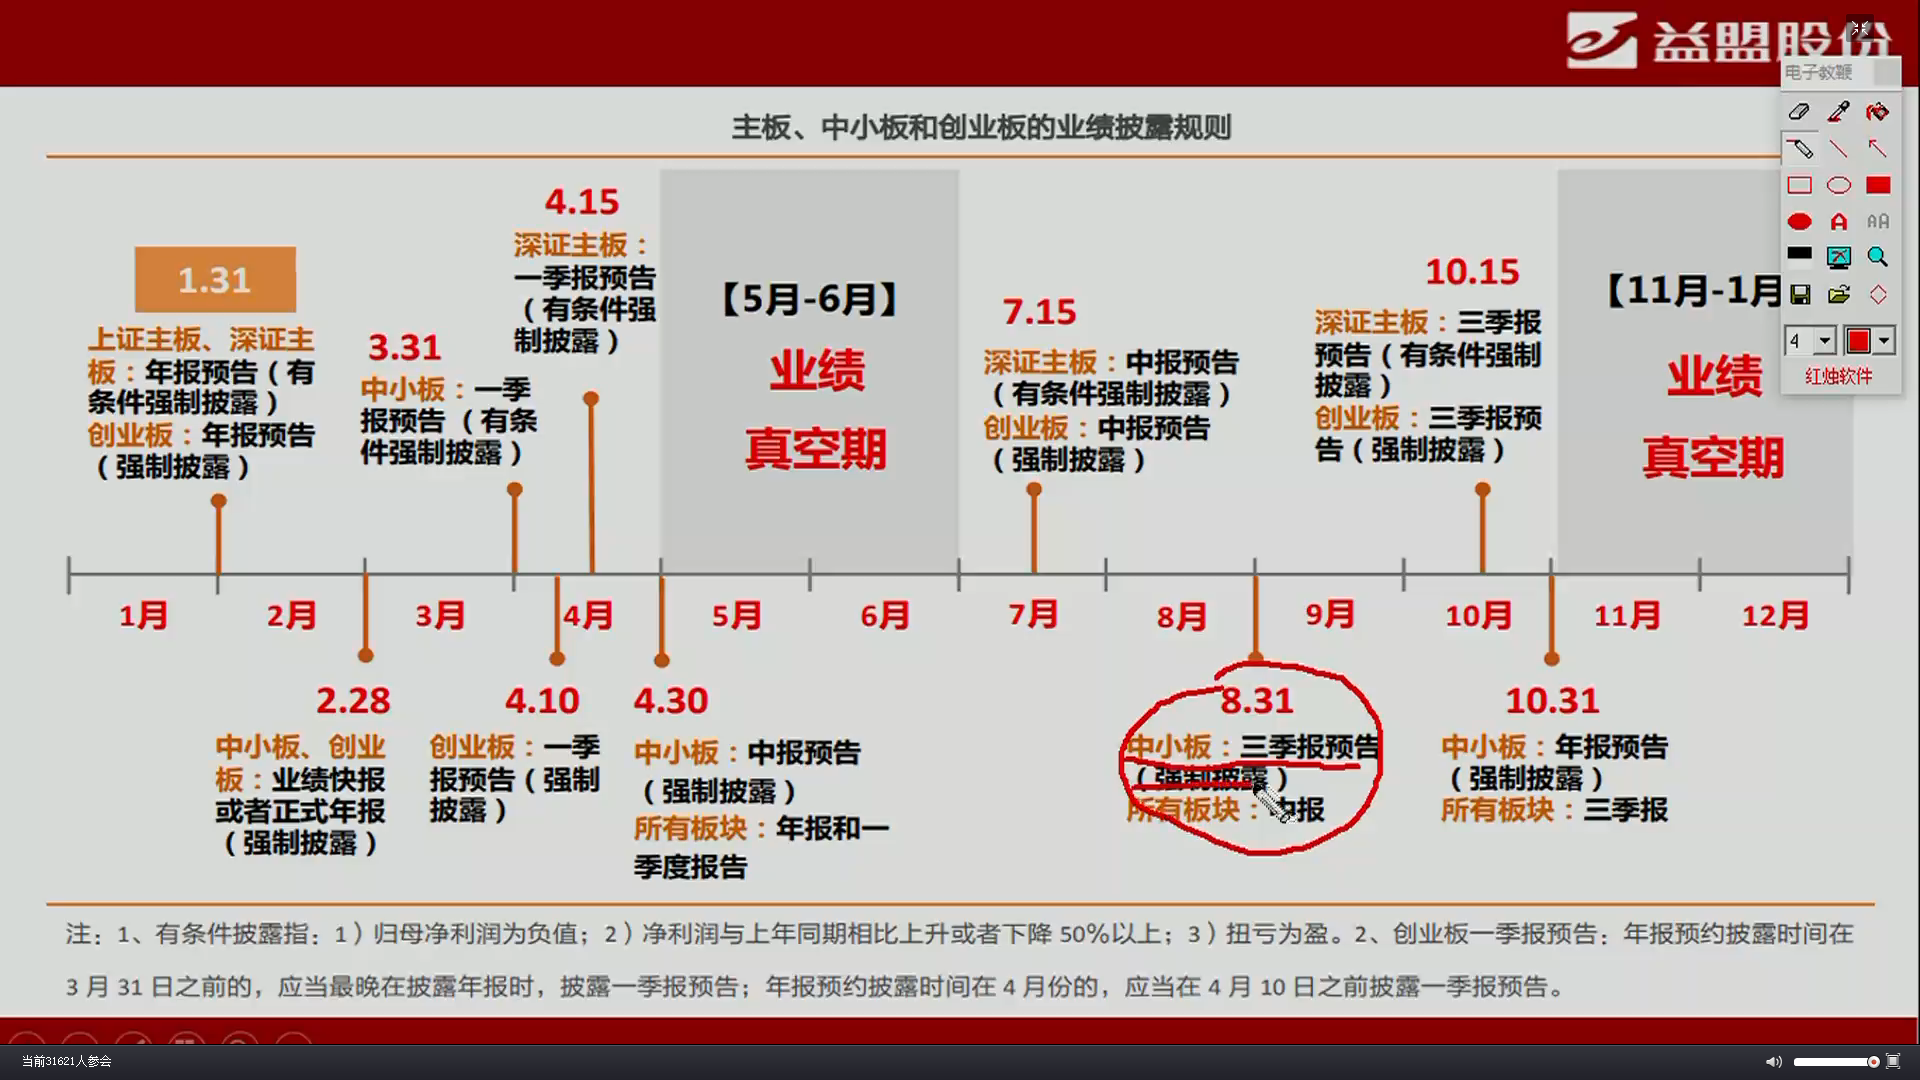 益盟股份
电子教鞭
主板、中小板和创业板的业绩披露规则
1.31
上证主板、深证主
板：年报预告（有
条件强制披露）
创业板：年报预告
（强制披露）
3.31
中小板：一季
报预告（有条
件强制披露）
4.15
深证主板：
一季报预告
（有条件强
制披露）
【5月-6月】
业绩
真空期
7.15
深证主板：中报预告
（有条件强制披露）
创业板：中报预告
（强制披露）
10.15
深证主板：三季报
预告（有条件强制
披露）
创业板：三季报预
告（强制披露）
【11月-1月
业绩
真空期
AA
4
红烛软件
1月
2月
3月
4月
5月
6月
7月
8月
9月
10月
11月
12月
2.28
中小板、创业
板：业绩快报
或者正式年报
（强制披露）
4.10
创业板：一季
报预告（强制
披露）
4.30
中小板：中报预告
（强制披露）
所有板块：年报和一
季度报告
8.31
中小板：三季报预告
（强制披露）
所有板块：中报
10.31
中小板：年报预告
（强制披露）
所有板块：三季报
注：1、有条件披露指：1）归母净利润为负值；2）净利润与上年同期相比上升或者下降 50%以上；3）扭亏为盈。2、创业板一季报预告：年报预约披露时间在
3 月 31 日之前的，应当最晚在披露年报时，披露一季报预告；年报预约披露时间在 4 月份的，应当在 4 月 10 日之前披露一季报预告。
当前31621人参会